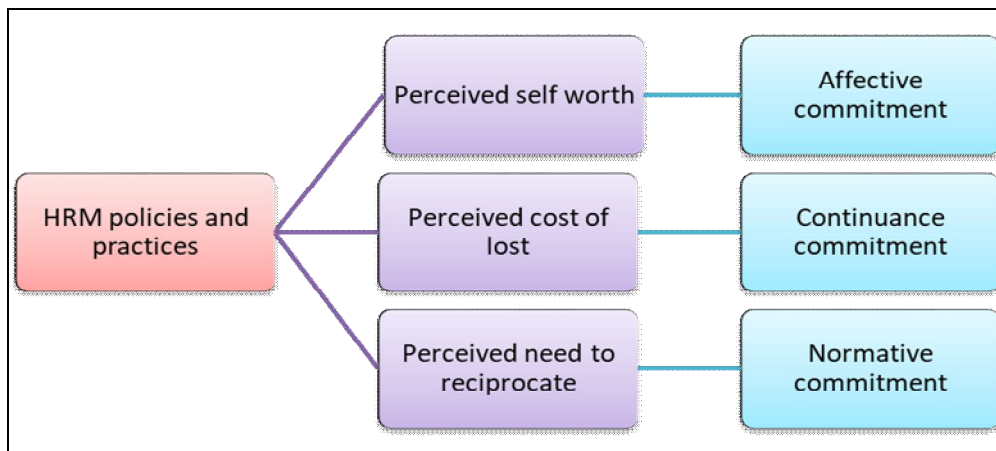 Perceived self worth
Affective
commitment
HRM policies and
practices
Perceived cost of
lost
Continuance
commitment
Perceived need to
reciprocate
Normative
commitment